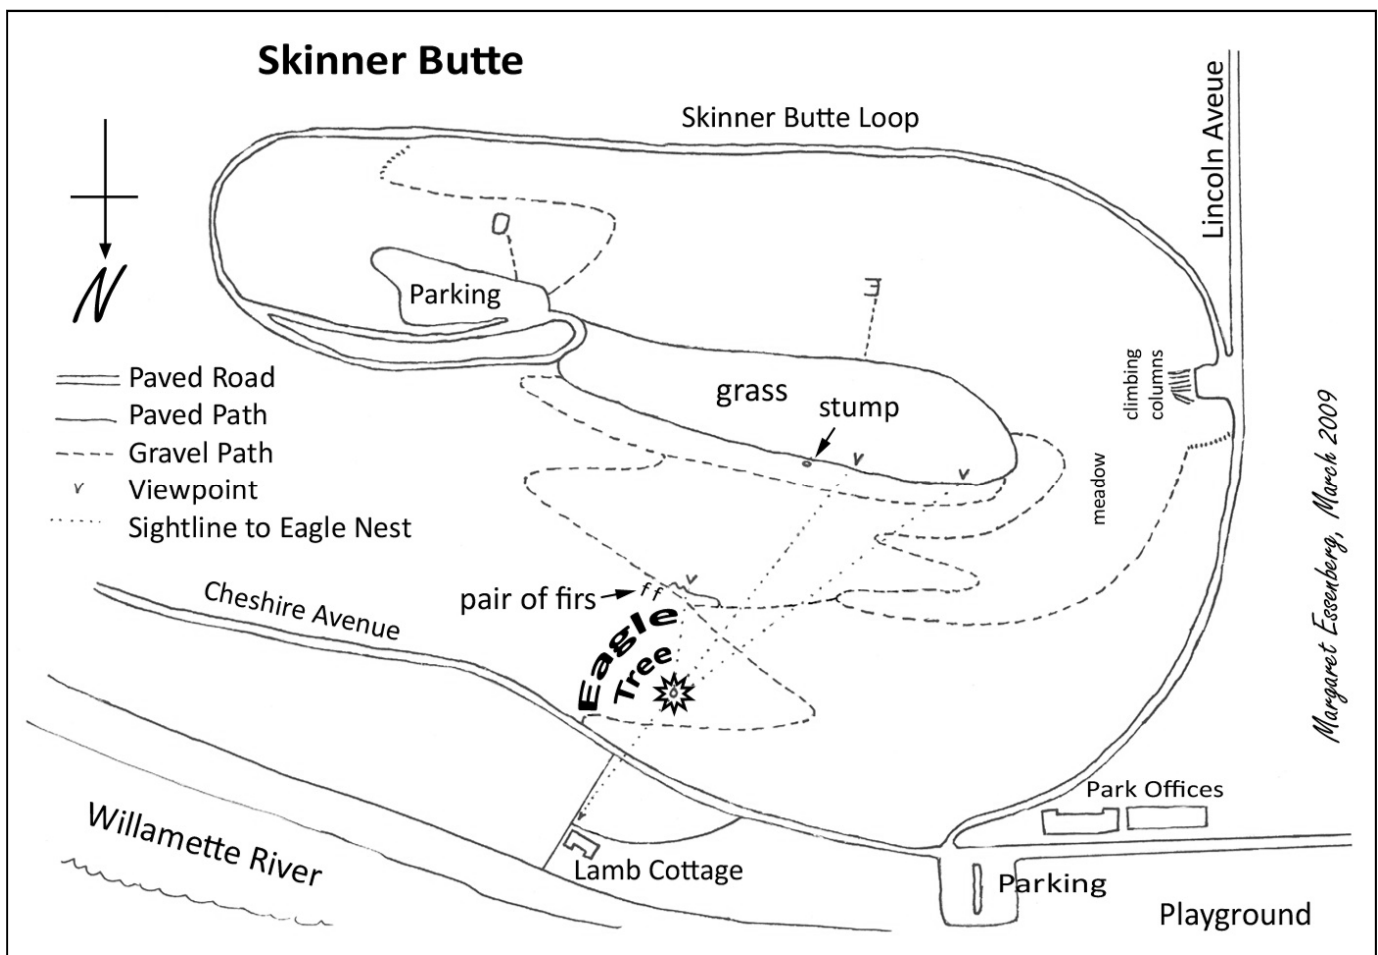 Skinner Butte
Skinner Butte Loop
Lincoln Aveue
N
Parking
Paved Road
Paved Path
Gravel Path
v Viewpoint
Sightline to Eagle Nest
grass
stump
v
v
climbing
columns
meadow
Margaret Essenberg, March 2009
v
pair of firs
f f
Eagle
Tree
Cheshire Avenue
Willamette River
Lamb Cottage
Park Offices
Parking
Playground